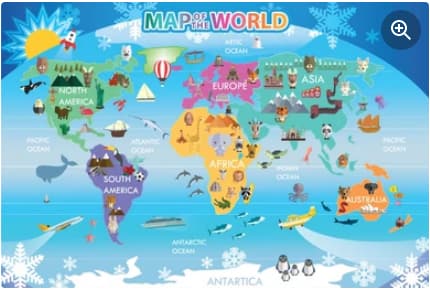 MAP OF THE WORLD
ARTIC
OCEAN
NORTH
AMERICA
EUROPE
ASIA
PACIFIC
OCEAN
ATLANTIC
OCEAN
PACIFIC
OCEAN
AFRICA
SOUTH
AMERICA
INDIAN
OCEAN
AUSTRALIA
ANTARCTIC
OCEAN
ANTARTICA